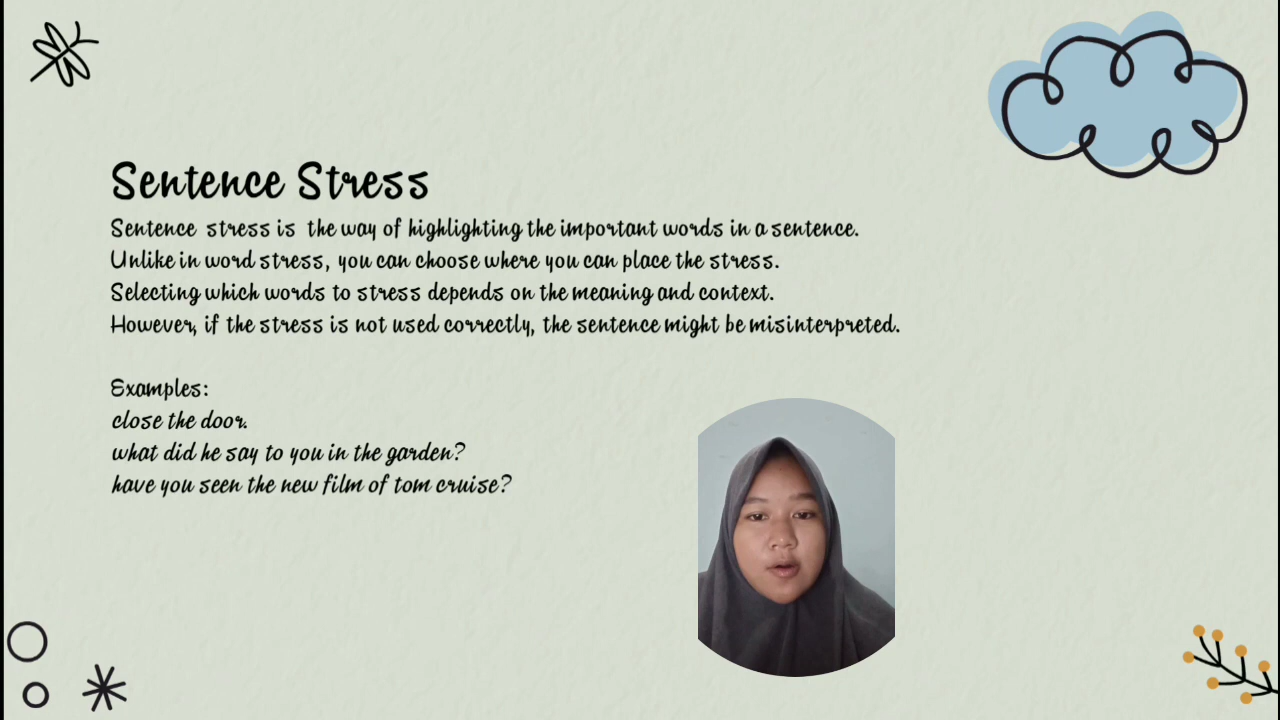 Sentence Stress
Sentence stress is the way of highlighting the important words in a sentence.
Unlike in word stress, you can choose where you can place the stress.
Selecting which words to stress depends on the meaning and context.
However, if the stress is not used correctly, the sentence might be misinterpreted.
Examples:
close the door.
what did he say to you in the garden?
have you seen the new film of tom cruise?